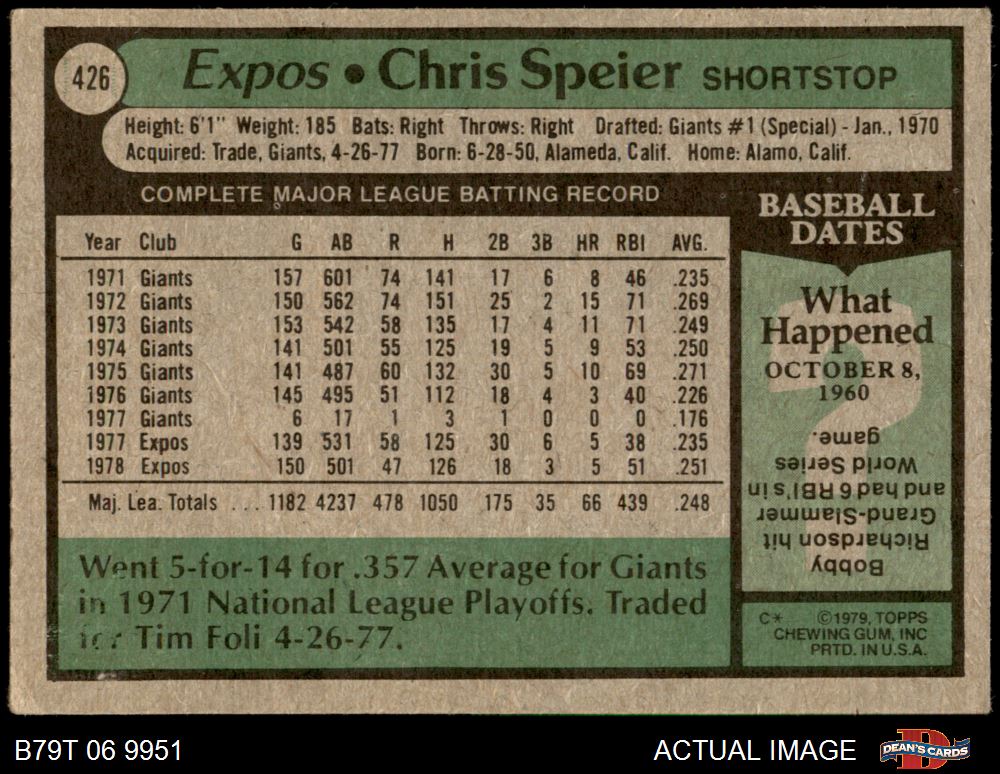 426
Expos • Chris Speier SHORTSTOP
Height: 6'1" Weight: 185 Bats: Right Throws: Right Drafted: Giants #1 (Special) - Jan., 1970
Acquired: Trade, Giants, 4-26-77 Born: 6-28-50, Alameda, Calif. Home: Alamo, Calif.
COMPLETE MAJOR LEAGUE BATTING RECORD
Year Club G AB R H 2B 3B HR RBI AVG.
1971 Giants 157 601 74 141 17 6 8 46 .235
1972 Giants 150 562 74 151 25 2 15 71 .269
1973 Giants 153 542 58 135 17 4 11 71 .249
1974 Giants 141 501 55 125 19 5 9 53 .250
1975 Giants 141 487 60 132 30 5 10 69 .271
1976 Giants 145 495 51 112 18 4 3 40 .226
1977 Giants 6 17 1 3 1 0 0 0 .176
1977 Expos 139 531 58 125 30 6 5 38 .235
1978 Expos 150 501 47 126 18 3 5 51 .251
Maj. Lea. Totals ... 1182 4237 478 1050 175 35 66 439 .248
Went 5-for-14 for .357 Average for Giants
in 1971 National League Playoffs. Traded
for Tim Foli 4-26-77.
BASEBALL
DATES
What
Happened
OCTOBER 8,
1960
Bobby
Richardson hit
Grand-Slammer
and had 6 RBI's in
World Series
game.
C* ©1979, TOPPS
CHEWING GUM, INC
PRTD. IN U.S.A.
B79T 06 9951 ACTUAL IMAGE DEAN'S CARDS